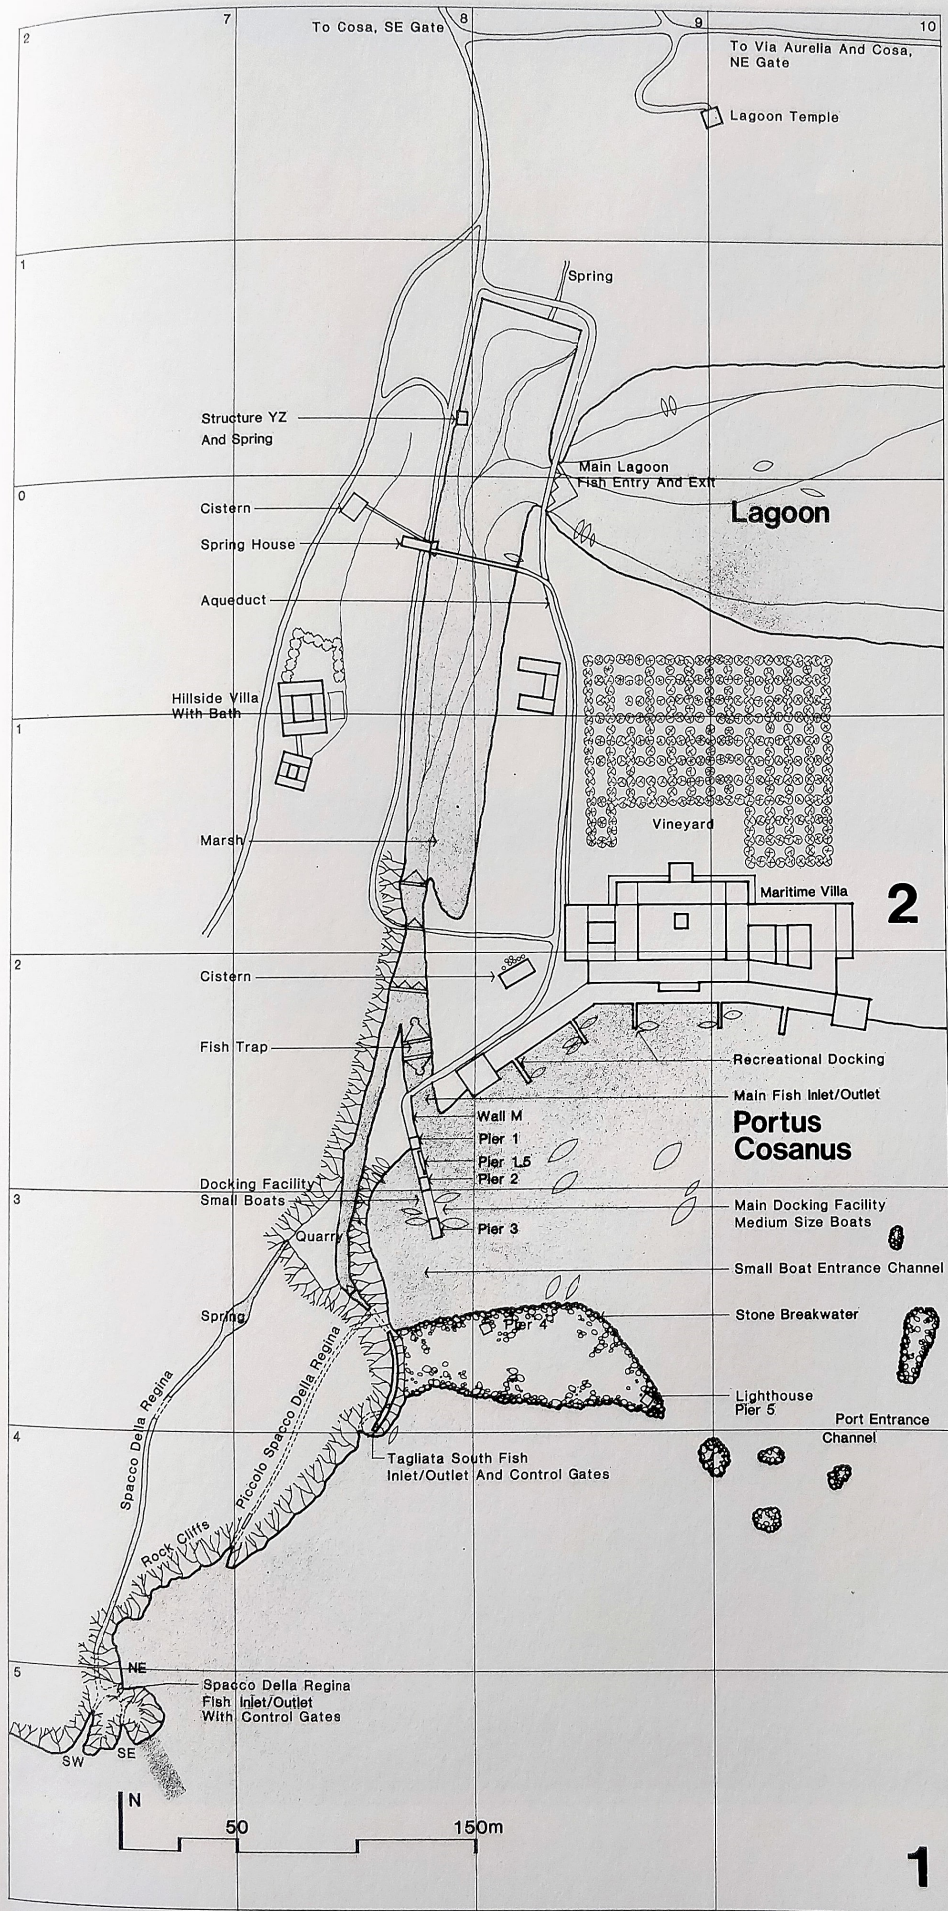 7
8
9
10
2
To Cosa, SE Gate
To Via Aurelia And Cosa,
NE Gate
Lagoon Temple
1
Spring
Structure YZ
And Spring
Main Lagoon
Fish Entry And Exit
0
Cistern
Lagoon
Spring House
Aqueduct
Hillside Villa
With Bath
1
Vineyard
Marsh
Maritime Villa
2
2
Cistern
Fish Trap
Recreational Docking
Main Fish Inlet/Outlet
Wall M
Portus
Cosanus
Pier 1
Pier 1.5
Pier 2
Docking Facility
Small Boats
3
Main Docking Facility
Medium Size Boats
Pier 3
Quarry
Small Boat Entrance Channel
Spring
Stone Breakwater
Pier 4
Spacco Della Regina
Piccolo Spacco Della Regina
Lighthouse
Pier 5
Port Entrance
Channel
4
Tagliata South Fish
Inlet/Outlet And Control Gates
Rock Cliffs
5
NE
Spacco Della Regina
Fish Inlet/Outlet
With Control Gates
SW
SE
N
50
150m
1